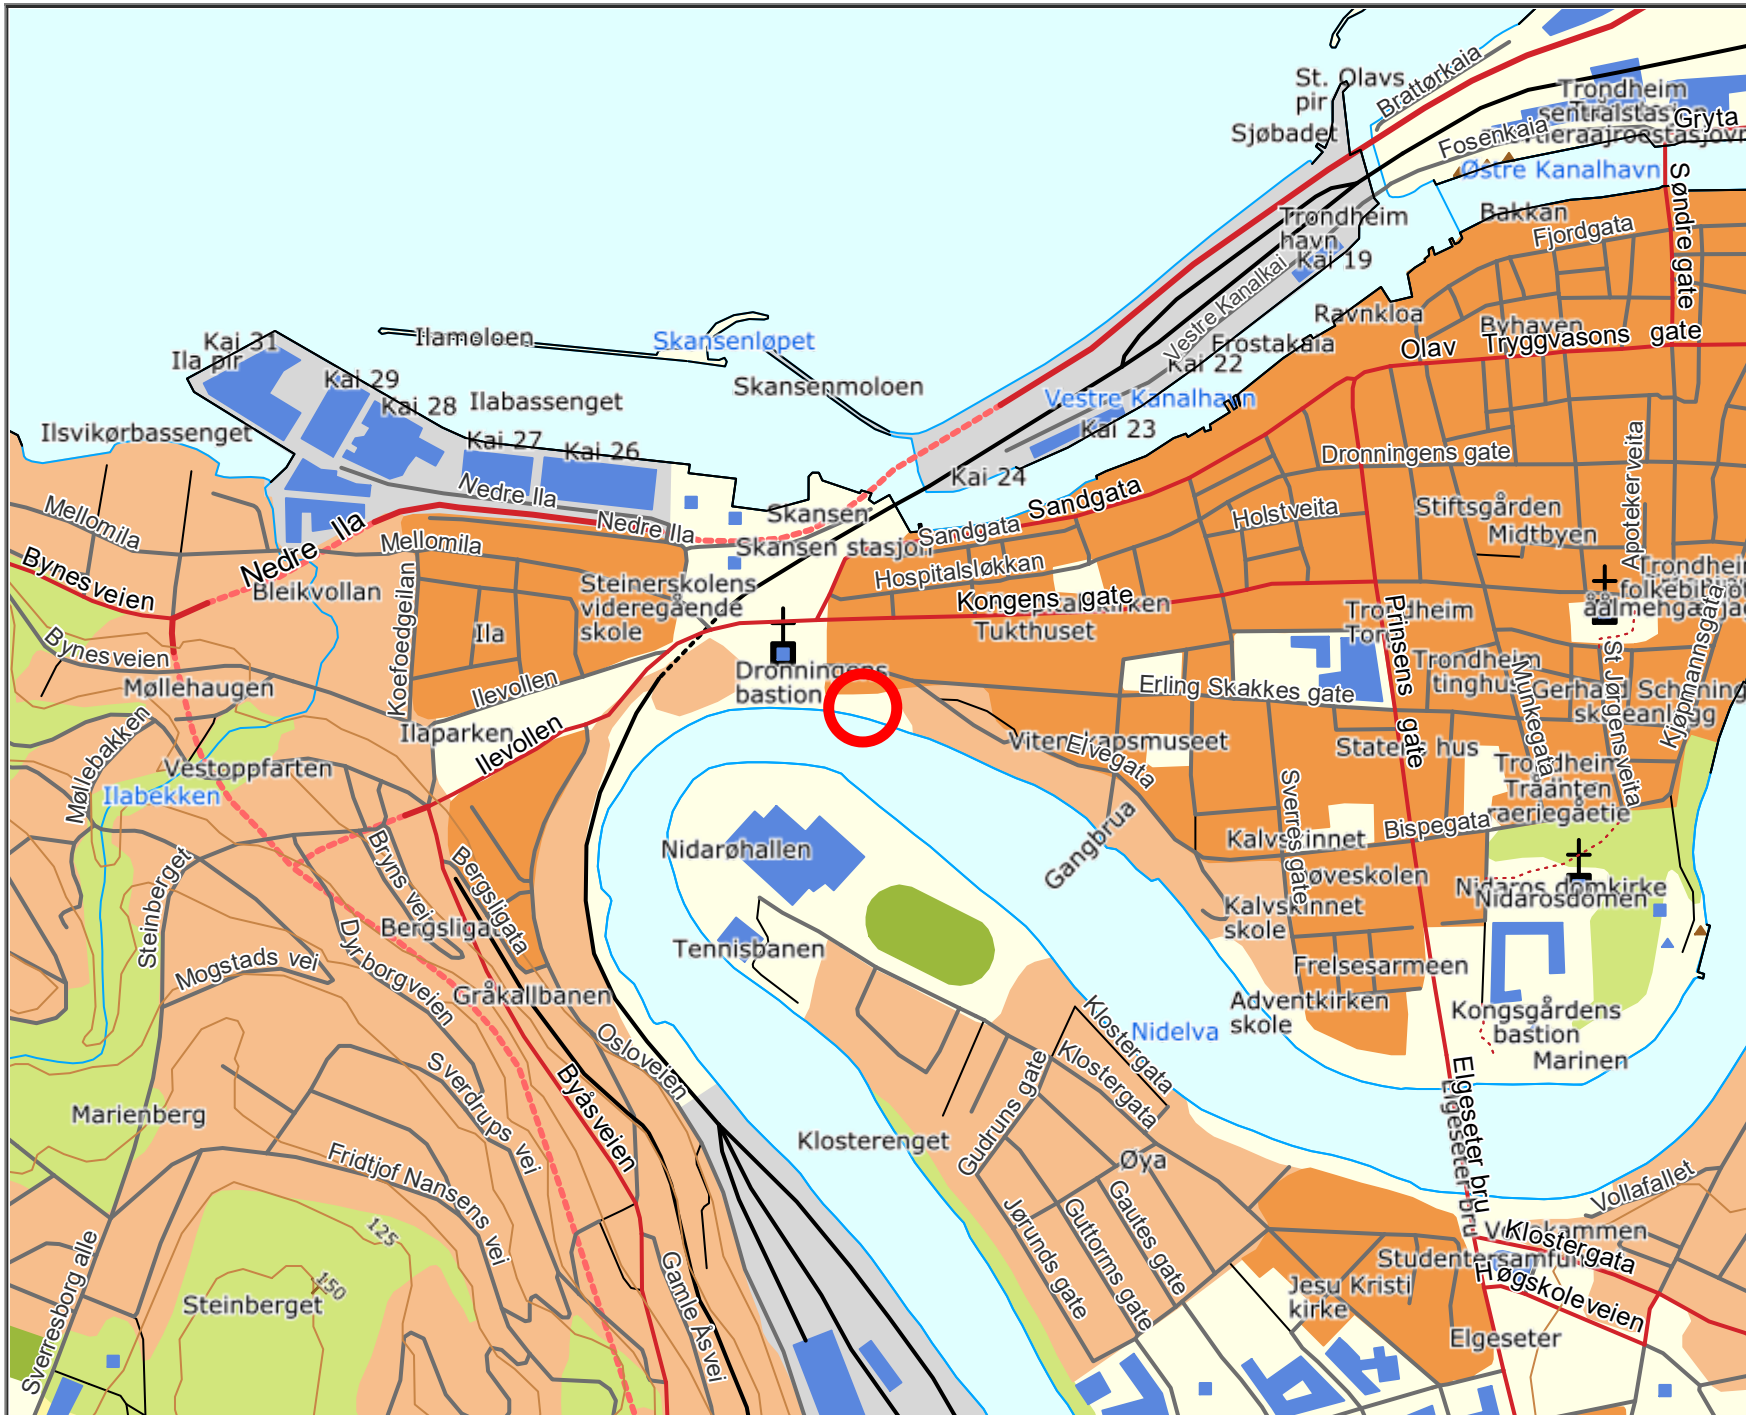 St. Olavs
pir
Brattørkaia
Trondheim
Gryta
Sjøbadet
Fosenkaia
Østre Kanalhavn
Søndre gate
Bakkan
Fjordgata
Trondheim
havn
Kai 19
Vestre Kanalkai
Ravnkloa
Byhaven
Olav Tryggvasons gate
Frostakaia
Kai 22
Kai 31
Ila pir
Ilamoloen
Skansenløpet
Kai 29
Skansenmoloen
Kai 28
Ilabassenget
Vestre Kanalhavn
Kai 23
Ilsvikørbassenget
Kai 27
Kai 26
Kai 24
Dronningens gate
Apotekerveita
Nedre Ila
Nedre Ila
Nedre Ila
Skansen
Sandgata
Sandgata
Holstveita
Stiftsgården
Midtbyen
Mellomila
Mellomila
Skansen stasjon
Hospitalsløkkan
Bynesveien
Bleikvollan
Steinerskolens
videregående
skole
Kongens gate
Tukthuset
Trondheim
Prinsens gate
Ila
Koefoedgeilan
Bynesveien
Møllehaugen
Ilevollen
Dronningens
bastion
Erling Skakkes gate
Trondheim
tinghus
Munkegata
St Jørgensveita
Kjøpmannsgata
Ilaparken
Ilevollen
Møllebakken
Vestoppfarten
Ilabekken
Vitenskapsmuseet
Elvegata
Statens hus
Gangbrua
Sverres gate
Kalvskinnet
Bispegata
Nidarøhallen
Bryns vei
Bergsligata
Steinberget
Kalvskinnet
skole
Nidaros domkirke
Nidarosdomen
Tennisbanen
Dyrborgveien
Mogstads vei
Frelsesarmeen
Gråkallbanen
Adventkirken
skole
Kongsgårdens
bastion
Marinen
Nidelva
Klostergata
Klostergata
Osloveien
Sverdrups vei
Byåsveien
Elgeseter bru
Elgeseter bru
Marienberg
Klosterenget
Gudruns gate
Øya
Fridtjof Nansens vei
Jørunds gate
Guttorms gate
Gautes gate
Vollafallet
Klostergata
Høgskoleveien
125
150
Steinberget
Sverresborg alle
Gamle Åsvei
Jesu Kristi
kirke
Elgeseter